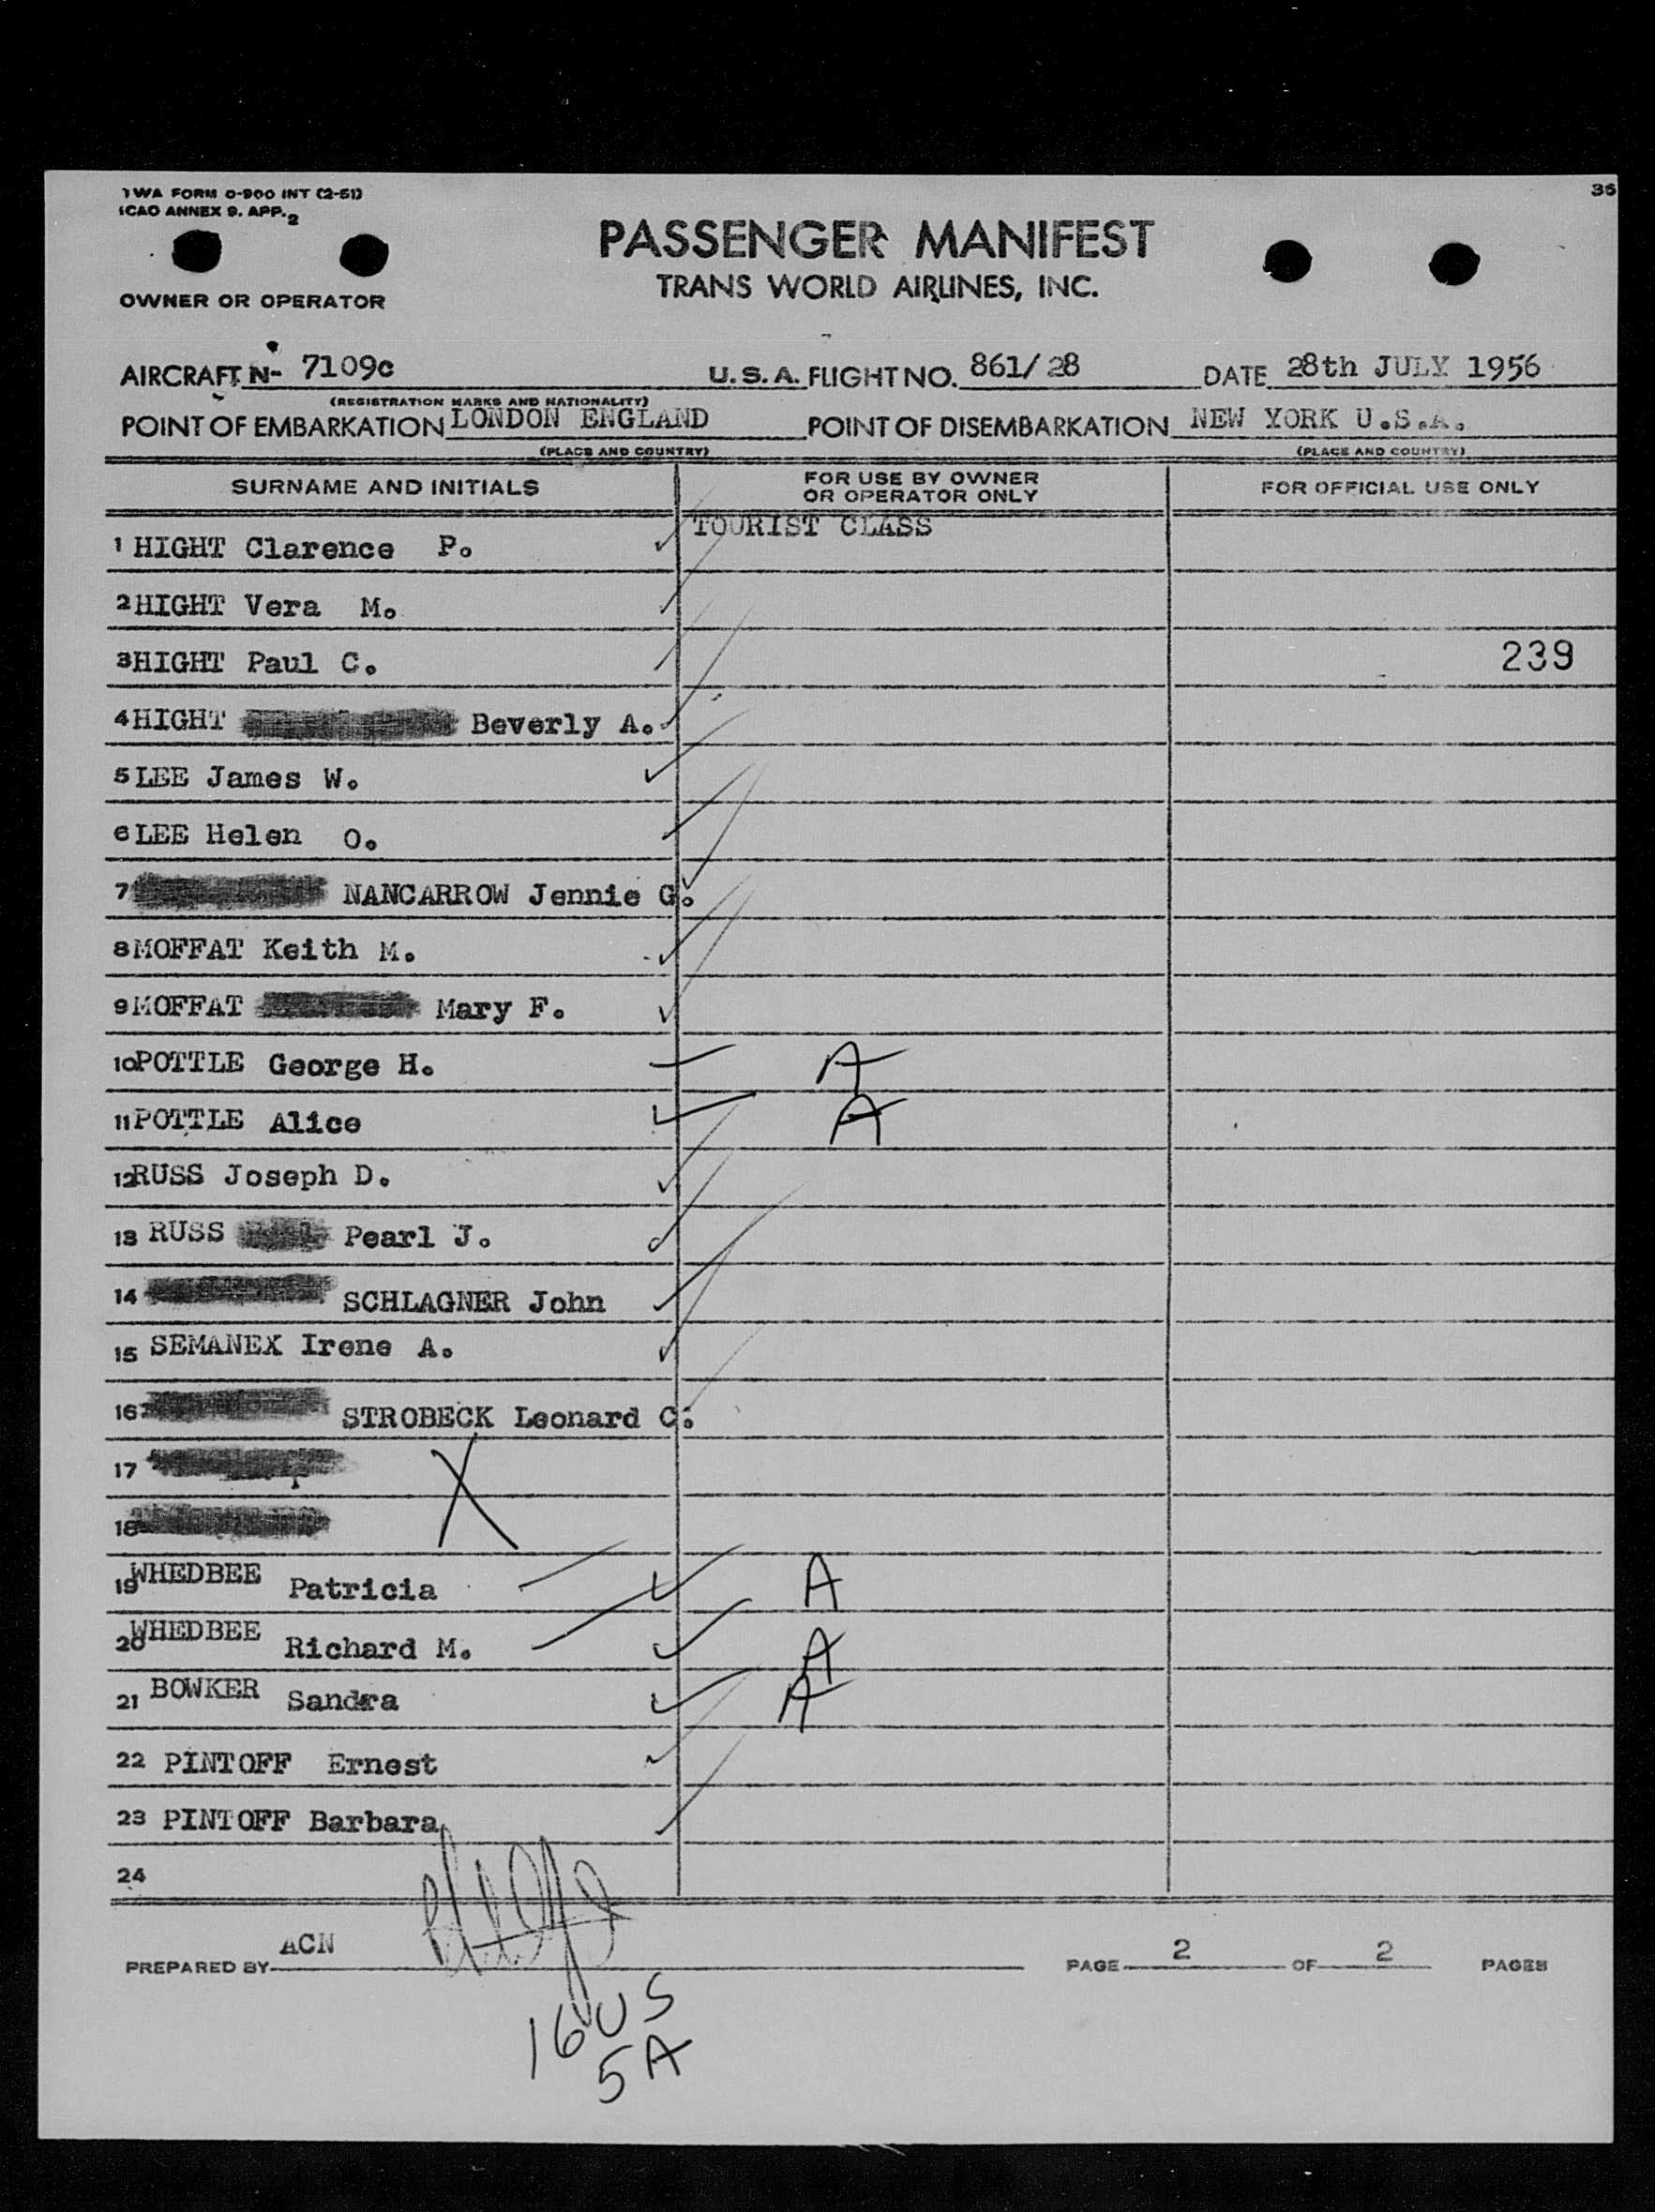 TWA FORM 0-900 INT (2-51)
ICAO ANNEX 9. APP. 2
36
PASSENGER MANIFEST
TRANS WORLD AIRLINES, INC.
OWNER OR OPERATOR
AIRCRAFT N- 7109c U.S.A. FLIGHT NO. 861/28 DATE 28th JULY 1956
(REGISTRATION MARKS AND NATIONALITY)
POINT OF EMBARKATION LONDON ENGLAND POINT OF DISEMBARKATION NEW YORK U.S.A.
(PLACE AND COUNTRY) (PLACE AND COUNTRY)
SURNAME AND INITIALS FOR USE BY OWNER OR OPERATOR ONLY FOR OFFICIAL USE ONLY
TOURIST CLASS
1 HIGHT Clarence P.
2 HIGHT Vera M.
3 HIGHT Paul C. 239
4 HIGHT Beverly A.
5 LEE James W.
6 LEE Helen O.
7 NANCARROW Jennie G.
8 MOFFAT Keith M.
9 MOFFAT Mary F.
10 POTTLE George H. A
11 POTTLE Alice A
12 RUSS Joseph D.
13 RUSS Pearl J.
14 SCHLAGNER John
15 SEMANEX Irene A.
16 STROBECK Leonard C.
17 X
18
19 WHEDBEE Patricia A
20 WHEDBEE Richard M. A
21 BOWKER Sandra A
22 PINTOFF Ernest
23 PINTOFF Barbara
24
PREPARED BY ACN PAGE 2 OF 2 PAGES
16 US
5 A